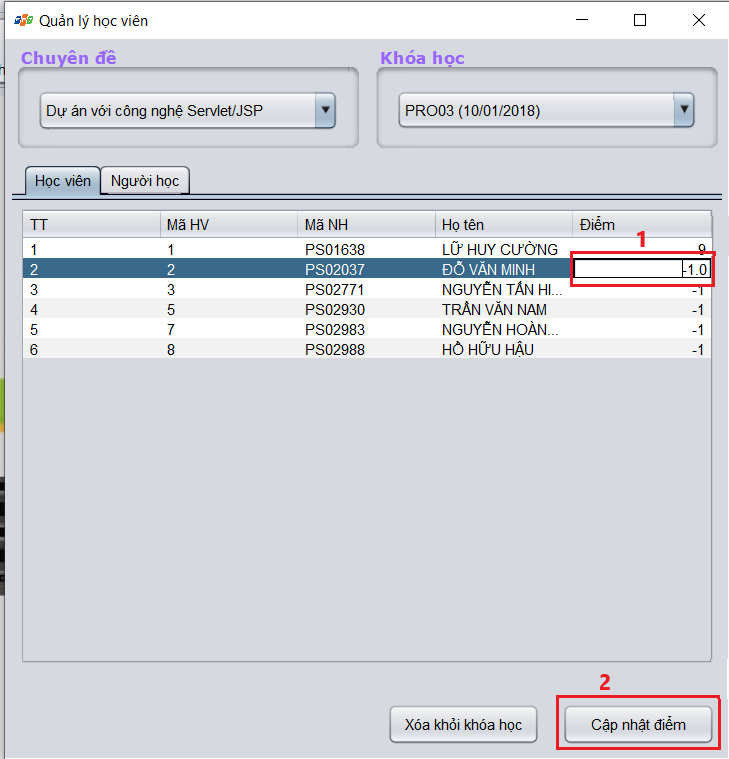 Quản lý học viên
Chuyên đề Khóa học
Dự án với công nghệ Servlet/JSP PRO03 (10/01/2018)
Học viên Người học
TT Mã HV Mã NH Họ tên Điểm
1
1 1 PS01638 LỮ HUY CƯỜNG 9
2 2 PS02037 ĐỖ VĂN MINH -1.0
3 3 PS02771 NGUYỄN TẤN HI... -1
4 5 PS02930 TRẦN VĂN NAM -1
5 7 PS02983 NGUYỄN HOÀN... -1
6 8 PS02988 HỒ HỮU HẬU -1
2
Xóa khỏi khóa học Cập nhật điểm